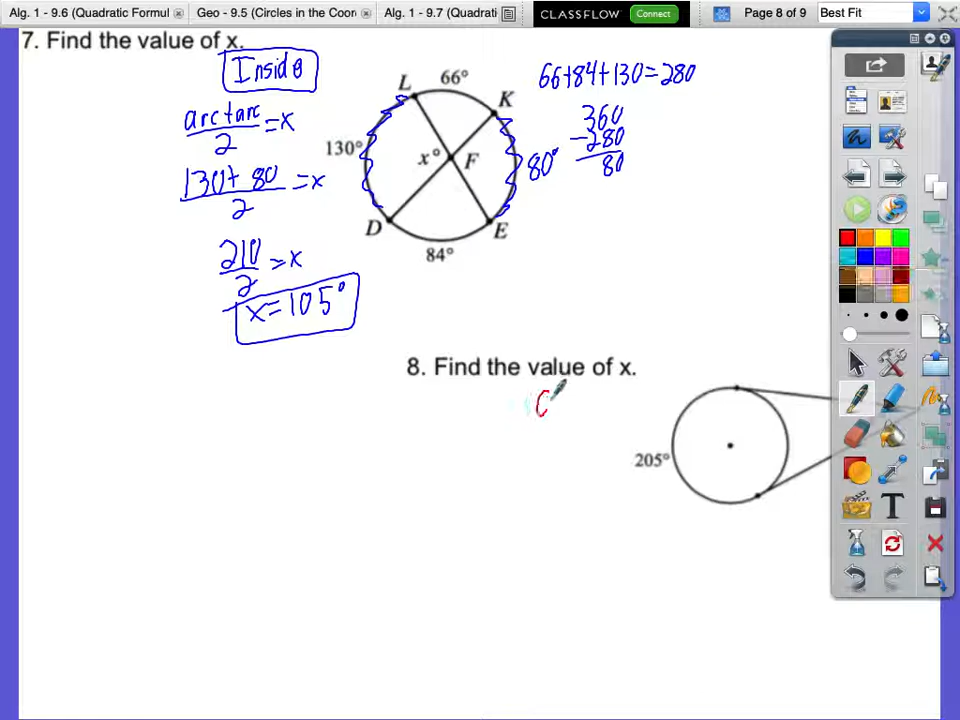 Alg. 1 - 9.6 (Quadratic Formul
Geo - 9.5 (Circles in the Coor
Alg. 1 - 9.7 (Quadrati
CLASSFLOW Connect
Page 8 of 9
Best Fit
7. Find the value of x.
Inside
arc+arc/2 = x
130+80/2 = x
210/2 = x
x=105°
L
66°
K
130°
x°
F
80°
D
E
84°
66+84+130=280
360
-280
80
8. Find the value of x.
205°
T